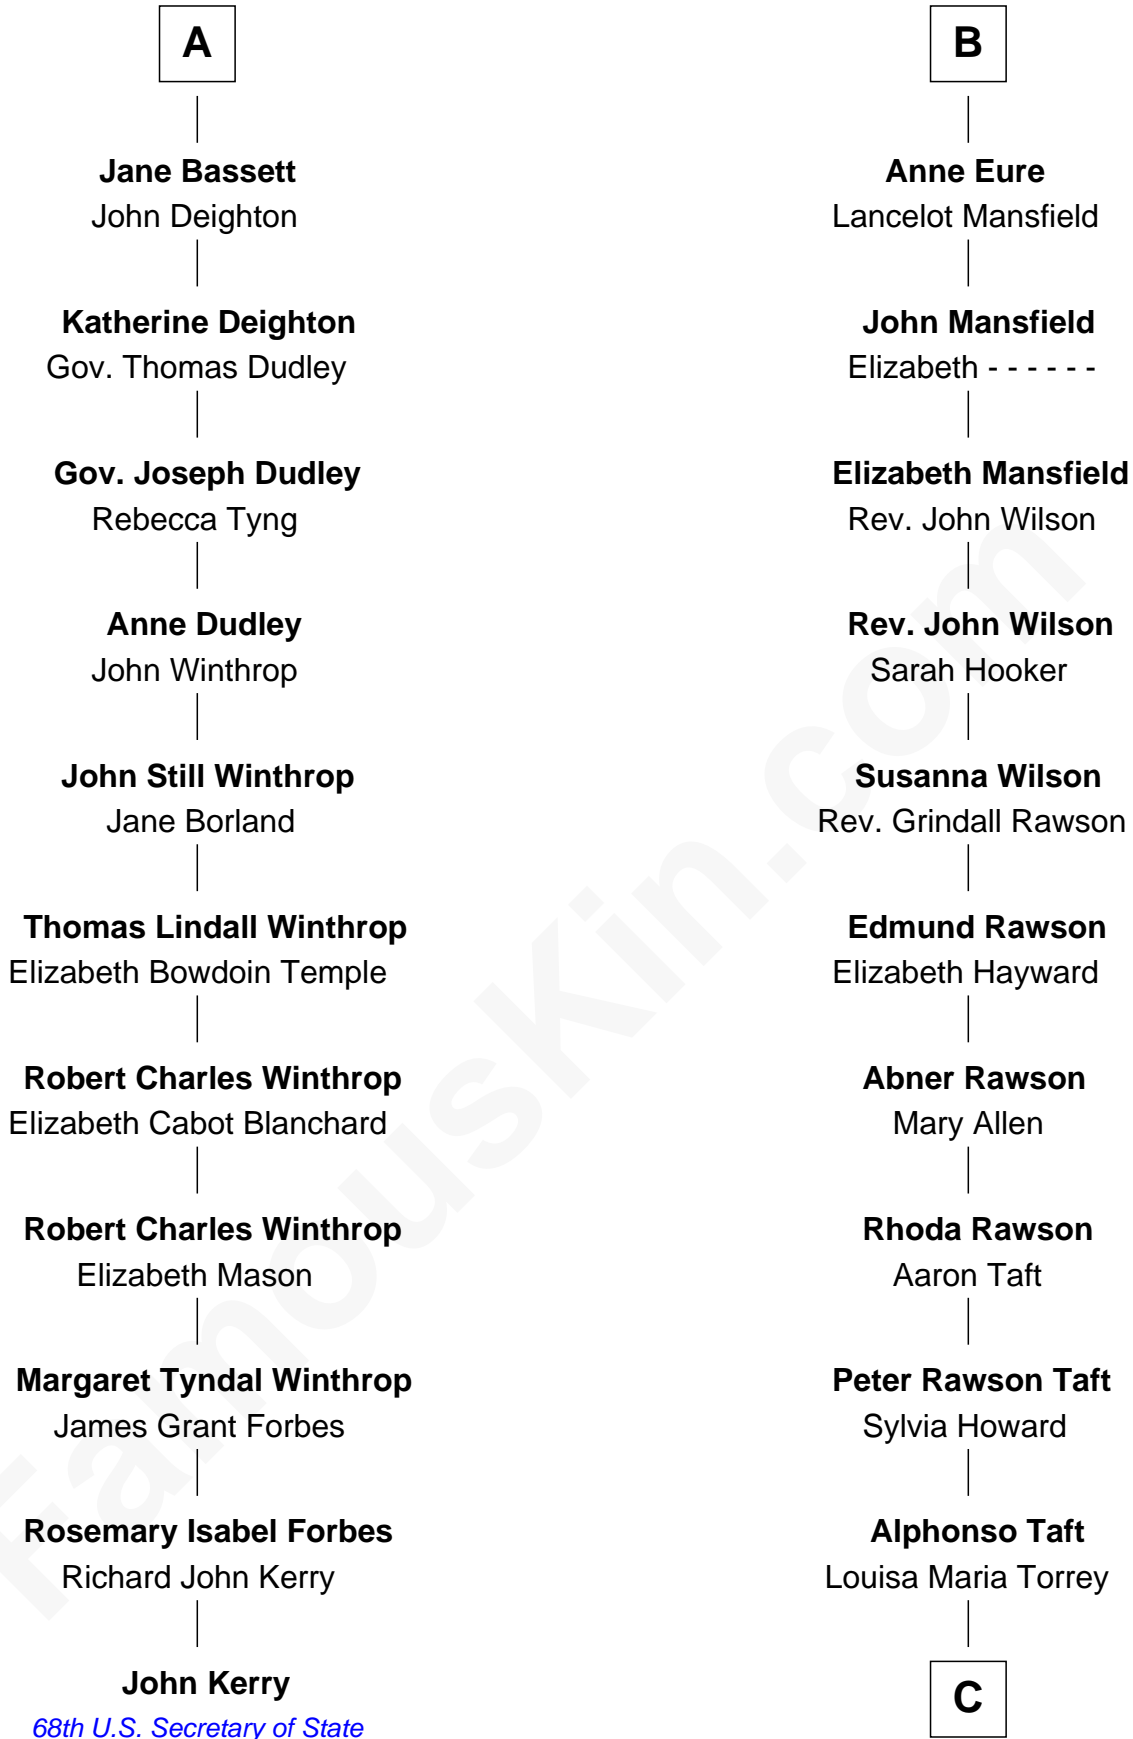 A
Jane Bassett
John Deighton
Katherine Deighton
Gov. Thomas Dudley
Gov. Joseph Dudley
Rebecca Tyng
Anne Dudley
John Winthrop
John Still Winthrop
Jane Borland
Thomas Lindall Winthrop
Elizabeth Bowdoin Temple
Robert Charles Winthrop
Elizabeth Cabot Blanchard
Robert Charles Winthrop
Elizabeth Mason
Margaret Tyndal Winthrop
James Grant Forbes
Rosemary Isabel Forbes
Richard John Kerry
John Kerry
68th U.S. Secretary of State
B
Anne Eure
Lancelot Mansfield
John Mansfield
Elizabeth - - - - - -
Elizabeth Mansfield
Rev. John Wilson
Rev. John Wilson
Sarah Hooker
Susanna Wilson
Rev. Grindall Rawson
Edmund Rawson
Elizabeth Hayward
Abner Rawson
Mary Allen
Rhoda Rawson
Aaron Taft
Peter Rawson Taft
Sylvia Howard
Alphonso Taft
Louisa Maria Torrey
C
FamousKin.com